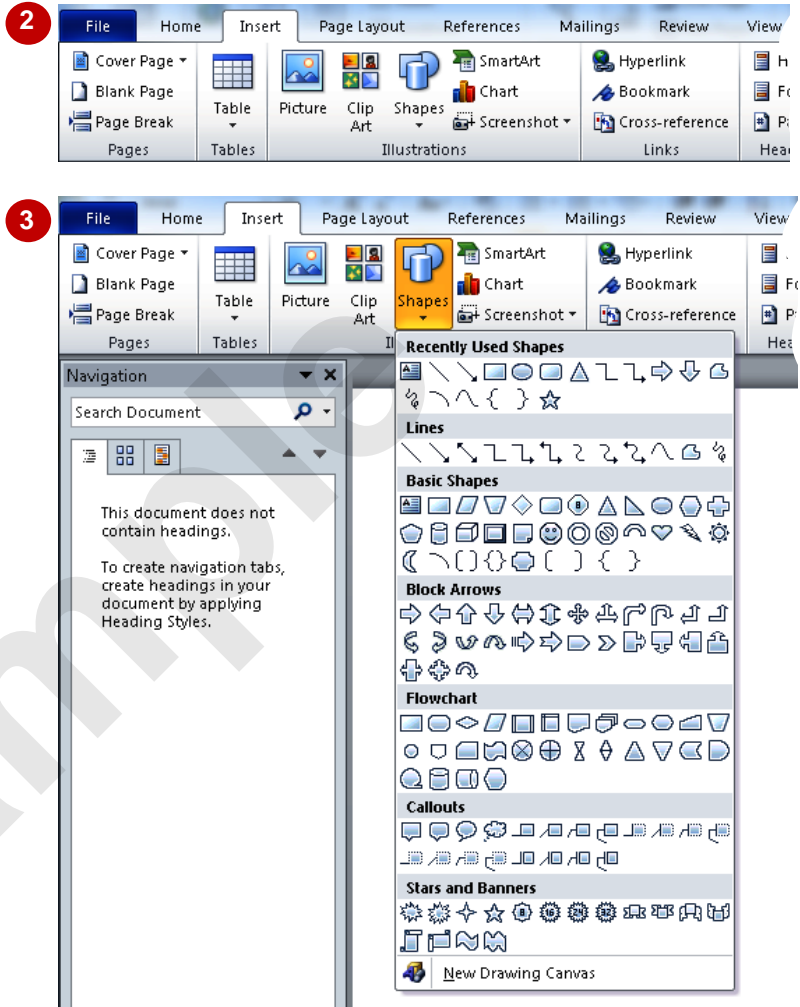 2
File Home Insert Page Layout References Mailings Review View
Cover Page SmartArt Hyperlink H
Blank Page Chart Bookmark
Table Picture Clip Art Shapes
Page Break Screenshot Cross-reference
Pages Tables Illustrations Links
3
File Home Insert Page Layout References Mailings Review View
Cover Page SmartArt Hyperlink
Blank Page Chart Bookmark
Table Picture Clip Art Shapes
Page Break Screenshot Cross-reference
Pages Tables
Navigation
Search Document
This document does not
contain headings.
To create navigation tabs,
create headings in your
document by applying
Heading Styles.
Recently Used Shapes
Lines
Basic Shapes
Block Arrows
Flowchart
Callouts
Stars and Banners
New Drawing Canvas
mple